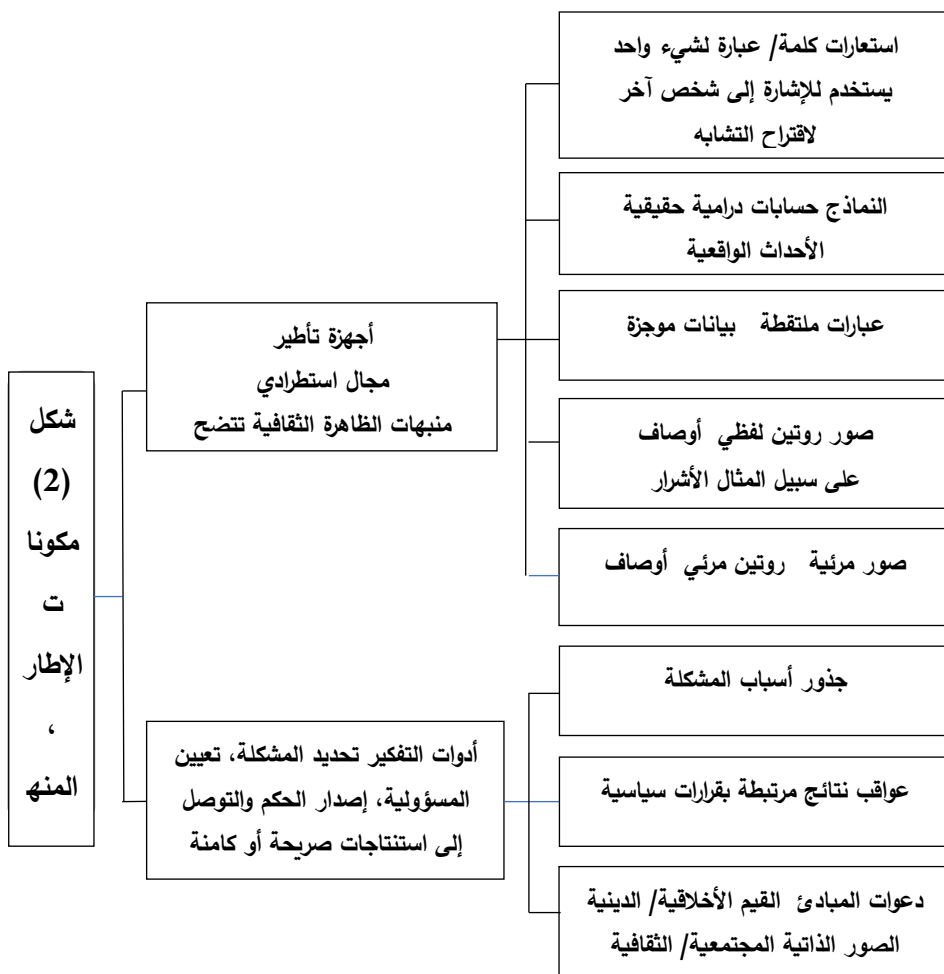 شكل
(2)
مكونا
ت
الإطار
،
المنه
أجهزة تأطير
مجال استطرادي
منبهات الظاهرة الثقافية تتضح
استعارات كلمة/ عبارة لشيء واحد
يستخدم للإشارة إلى شخص آخر
لاقتراح التشابه
النماذج حسابات درامية حقيقية
الأحداث الواقعية
عبارات ملتقطة بيانات موجزة
صور روتين لفظي أوصاف
على سبيل المثال الأشرار
صور مرئية روتين مرئي أوصاف
أدوات التفكير تحديد المشكلة، تعيين
المسؤولية، إصدار الحكم والتوصل
إلى استنتاجات صريحة أو كامنة
جذور أسباب المشكلة
عواقب نتائج مرتبطة بقرارات سياسية
دعوات المبادئ القيم الأخلاقية/ الدينية
الصور الذاتية المجتمعية/ الثقافية